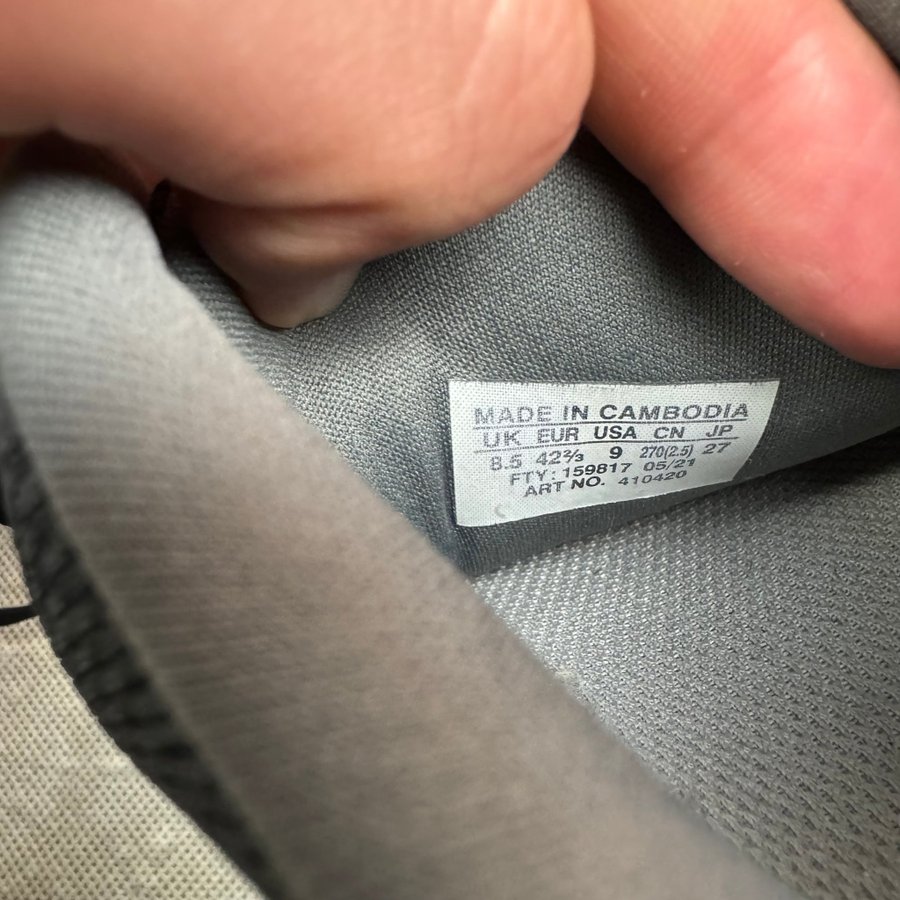 MADE IN CAMBODIA
UK EUR USA CN JP
8.5 42⅔ 9 270(2.5) 27
FTY: 159817 05/21
ART NO. 410420